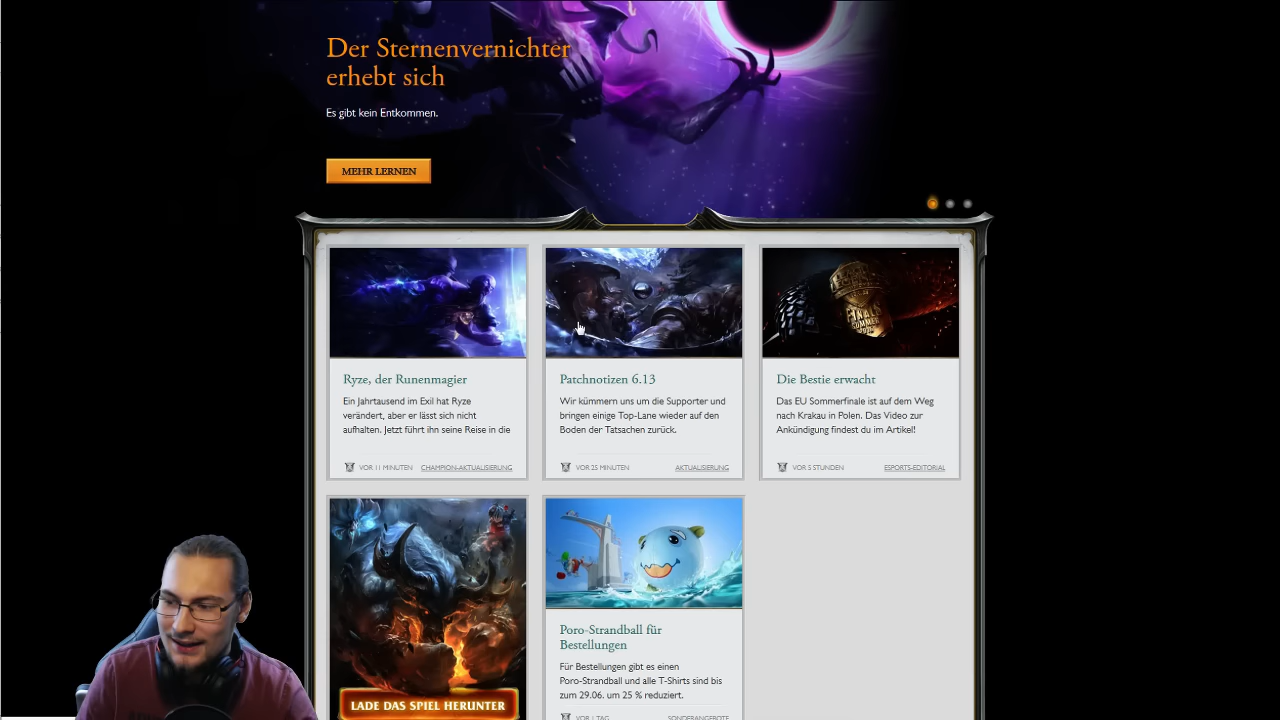 Der Sternenvernichter
erhebt sich
Es gibt kein Entkommen.
MEHR LERNEN
FINALS
SUMMER
Ryze, der Runenmagier
Ein Jahrtausend im Exil hat Ryze
verändert, aber er lässt sich nicht
aufhalten. Jetzt führt ihn seine Reise in die
VOR 11 MINUTEN CHAMPION-AKTUALISIERUNG
Patchnotizen 6.13
Wir kümmern uns um die Supporter und
bringen einige Top-Lane wieder auf den
Boden der Tatsachen zurück.
VOR 25 MINUTEN AKTUALISIERUNG
Die Bestie erwacht
Das EU Sommerfinale ist auf dem Weg
nach Krakau in Polen. Das Video zur
Ankündigung findest du im Artikel!
VOR 5 STUNDEN ESPORTS-EDITORIAL
LADE DAS SPIEL HERUNTER
Poro-Strandball für
Bestellungen
Für Bestellungen gibt es einen
Poro-Strandball und alle T-Shirts sind bis
zum 29.06. um 25 % reduziert.
VOR 1 TAG SONDERANGEBOTE